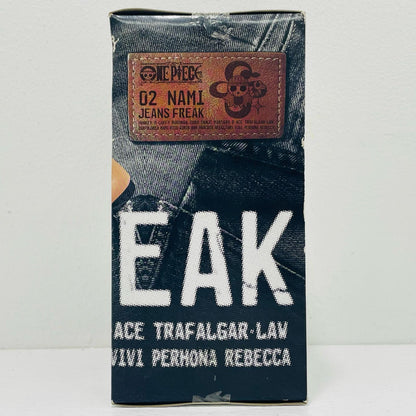 ONE PIECE
02 NAMI
JEANS FREAK
EAK
ACE TRAFALGAR·LAW
VIVI PERHONA REBECCA